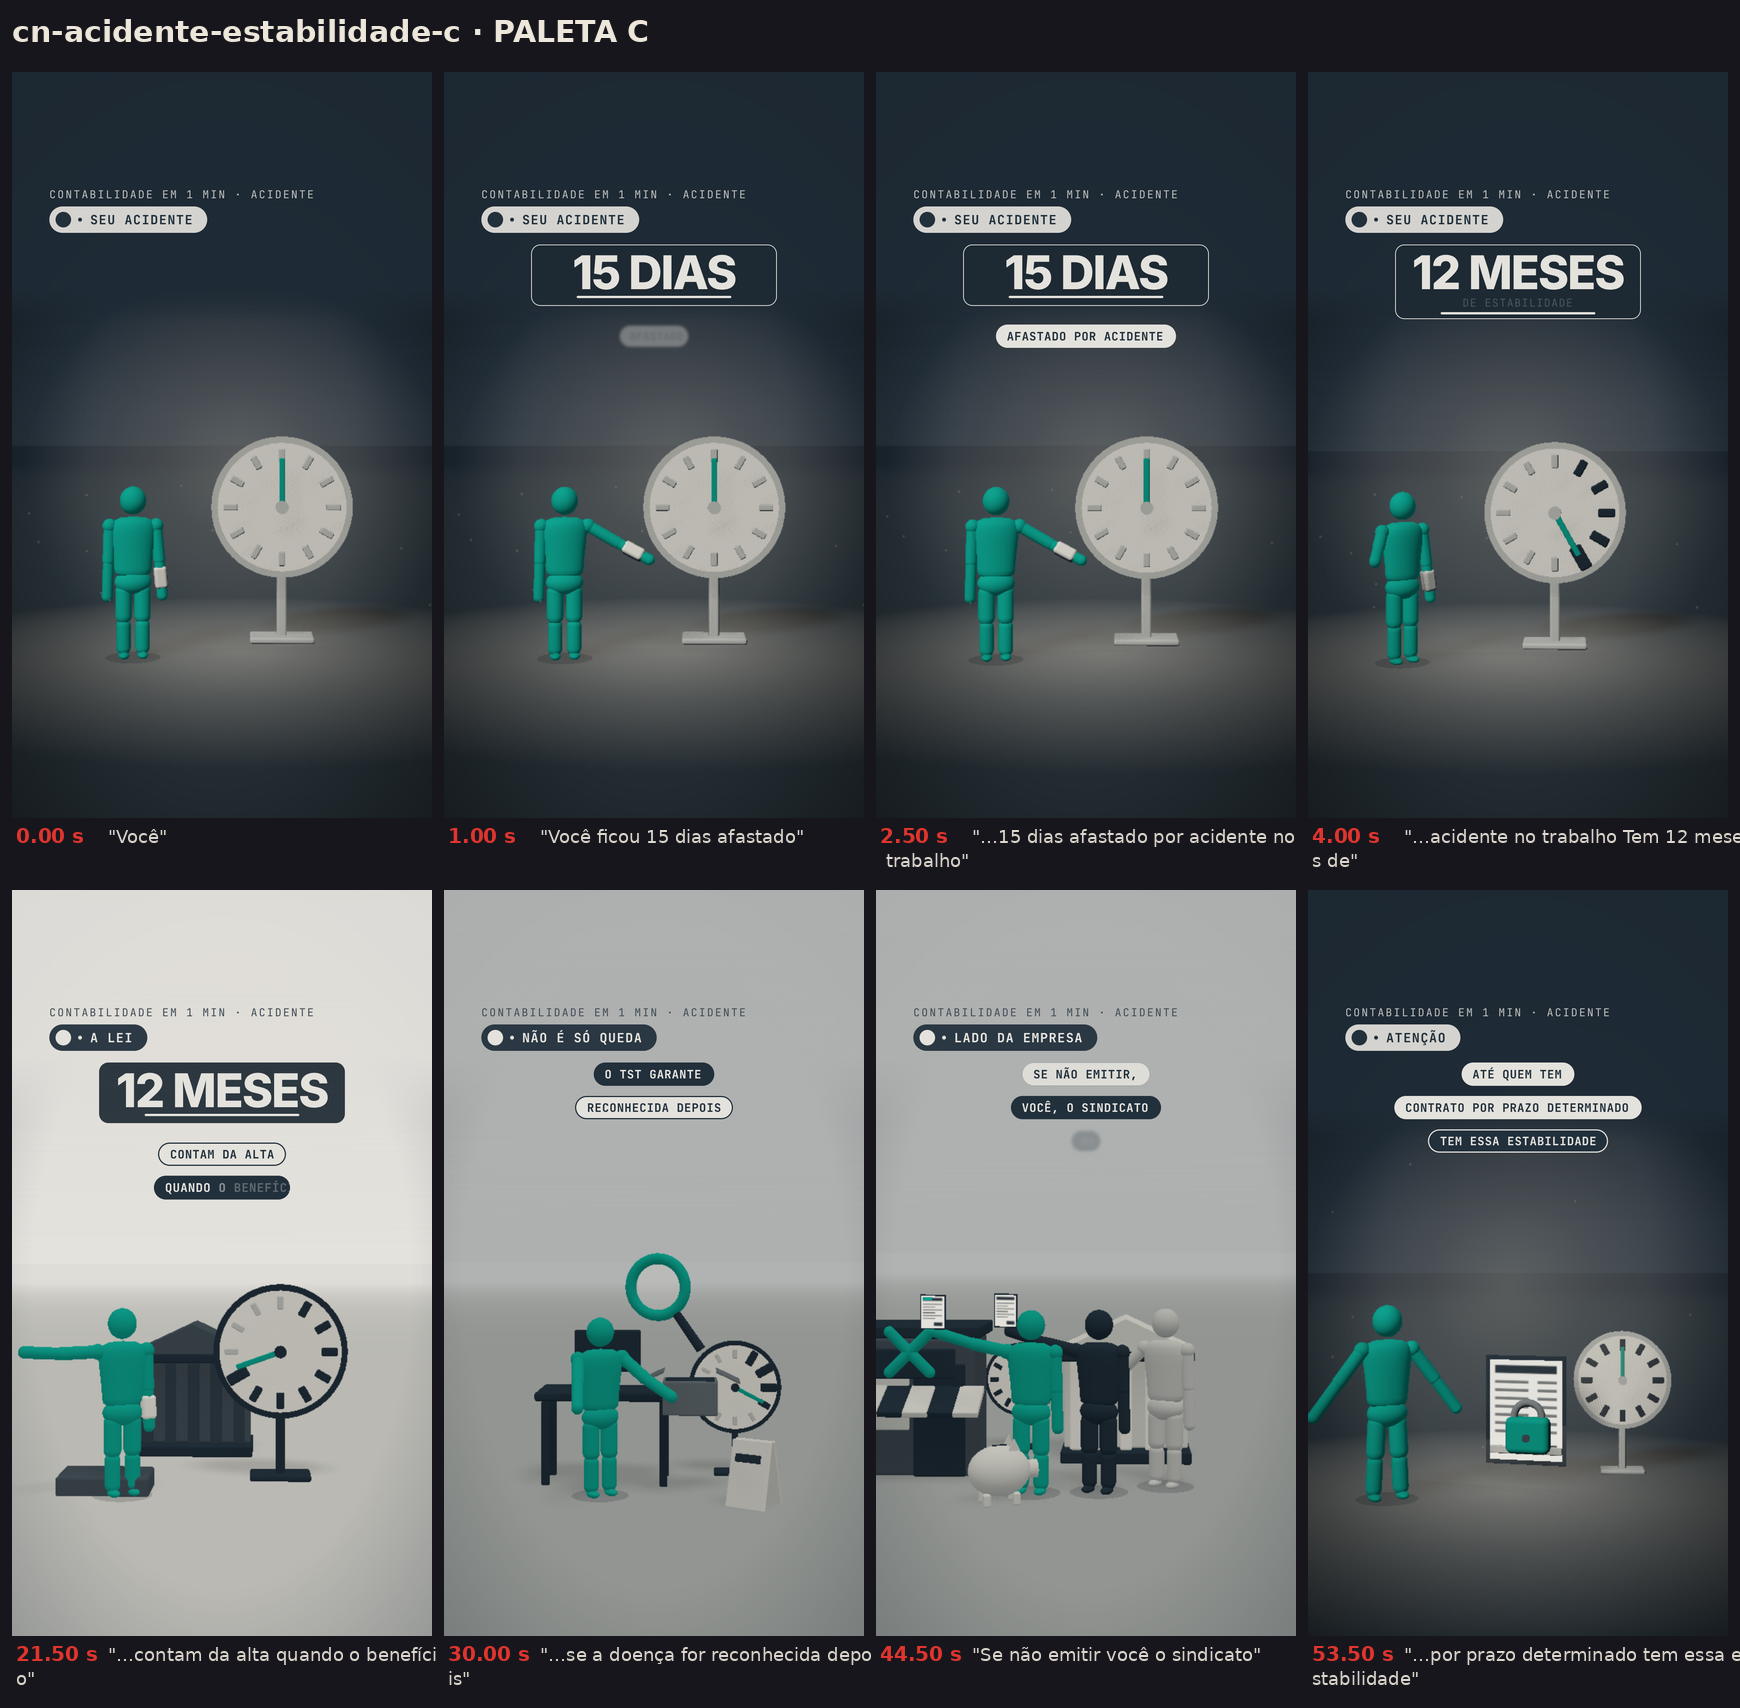 cn-acidente-estabilidade-c · PALETA C
CONTABILIDADE EM 1 MIN · ACIDENTE
• SEU ACIDENTE
0.00 s "Você"
CONTABILIDADE EM 1 MIN · ACIDENTE
• SEU ACIDENTE
15 DIAS
AFASTADO
1.00 s "Você ficou 15 dias afastado"
CONTABILIDADE EM 1 MIN · ACIDENTE
• SEU ACIDENTE
15 DIAS
AFASTADO POR ACIDENTE
2.50 s "...15 dias afastado por acidente no
trabalho"
CONTABILIDADE EM 1 MIN · ACIDENTE
• SEU ACIDENTE
12 MESES
DE ESTABILIDADE
4.00 s "...acidente no trabalho Tem 12 mese
s de"
CONTABILIDADE EM 1 MIN · ACIDENTE
• A LEI
12 MESES
CONTAM DA ALTA
QUANDO O BENEFÍC
21.50 s "...contam da alta quando o benefíci
o"
CONTABILIDADE EM 1 MIN · ACIDENTE
• NÃO É SÓ QUEDA
O TST GARANTE
RECONHECIDA DEPOIS
30.00 s "...se a doença for reconhecida depo
is"
CONTABILIDADE EM 1 MIN · ACIDENTE
• LADO DA EMPRESA
SE NÃO EMITIR,
VOCÊ, O SINDICATO
44.50 s "Se não emitir você o sindicato"
CONTABILIDADE EM 1 MIN · ACIDENTE
• ATENÇÃO
ATÉ QUEM TEM
CONTRATO POR PRAZO DETERMINADO
TEM ESSA ESTABILIDADE
53.50 s "...por prazo determinado tem essa e
stabilidade"